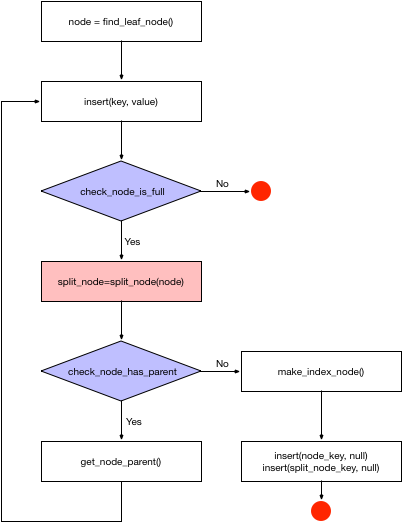 node = find_leaf_node()
insert(key, value)
check_node_is_full
No
Yes
split_node=split_node(node)
check_node_has_parent
No
make_index_node()
Yes
get_node_parent()
insert(node_key, null)
insert(split_node_key, null)